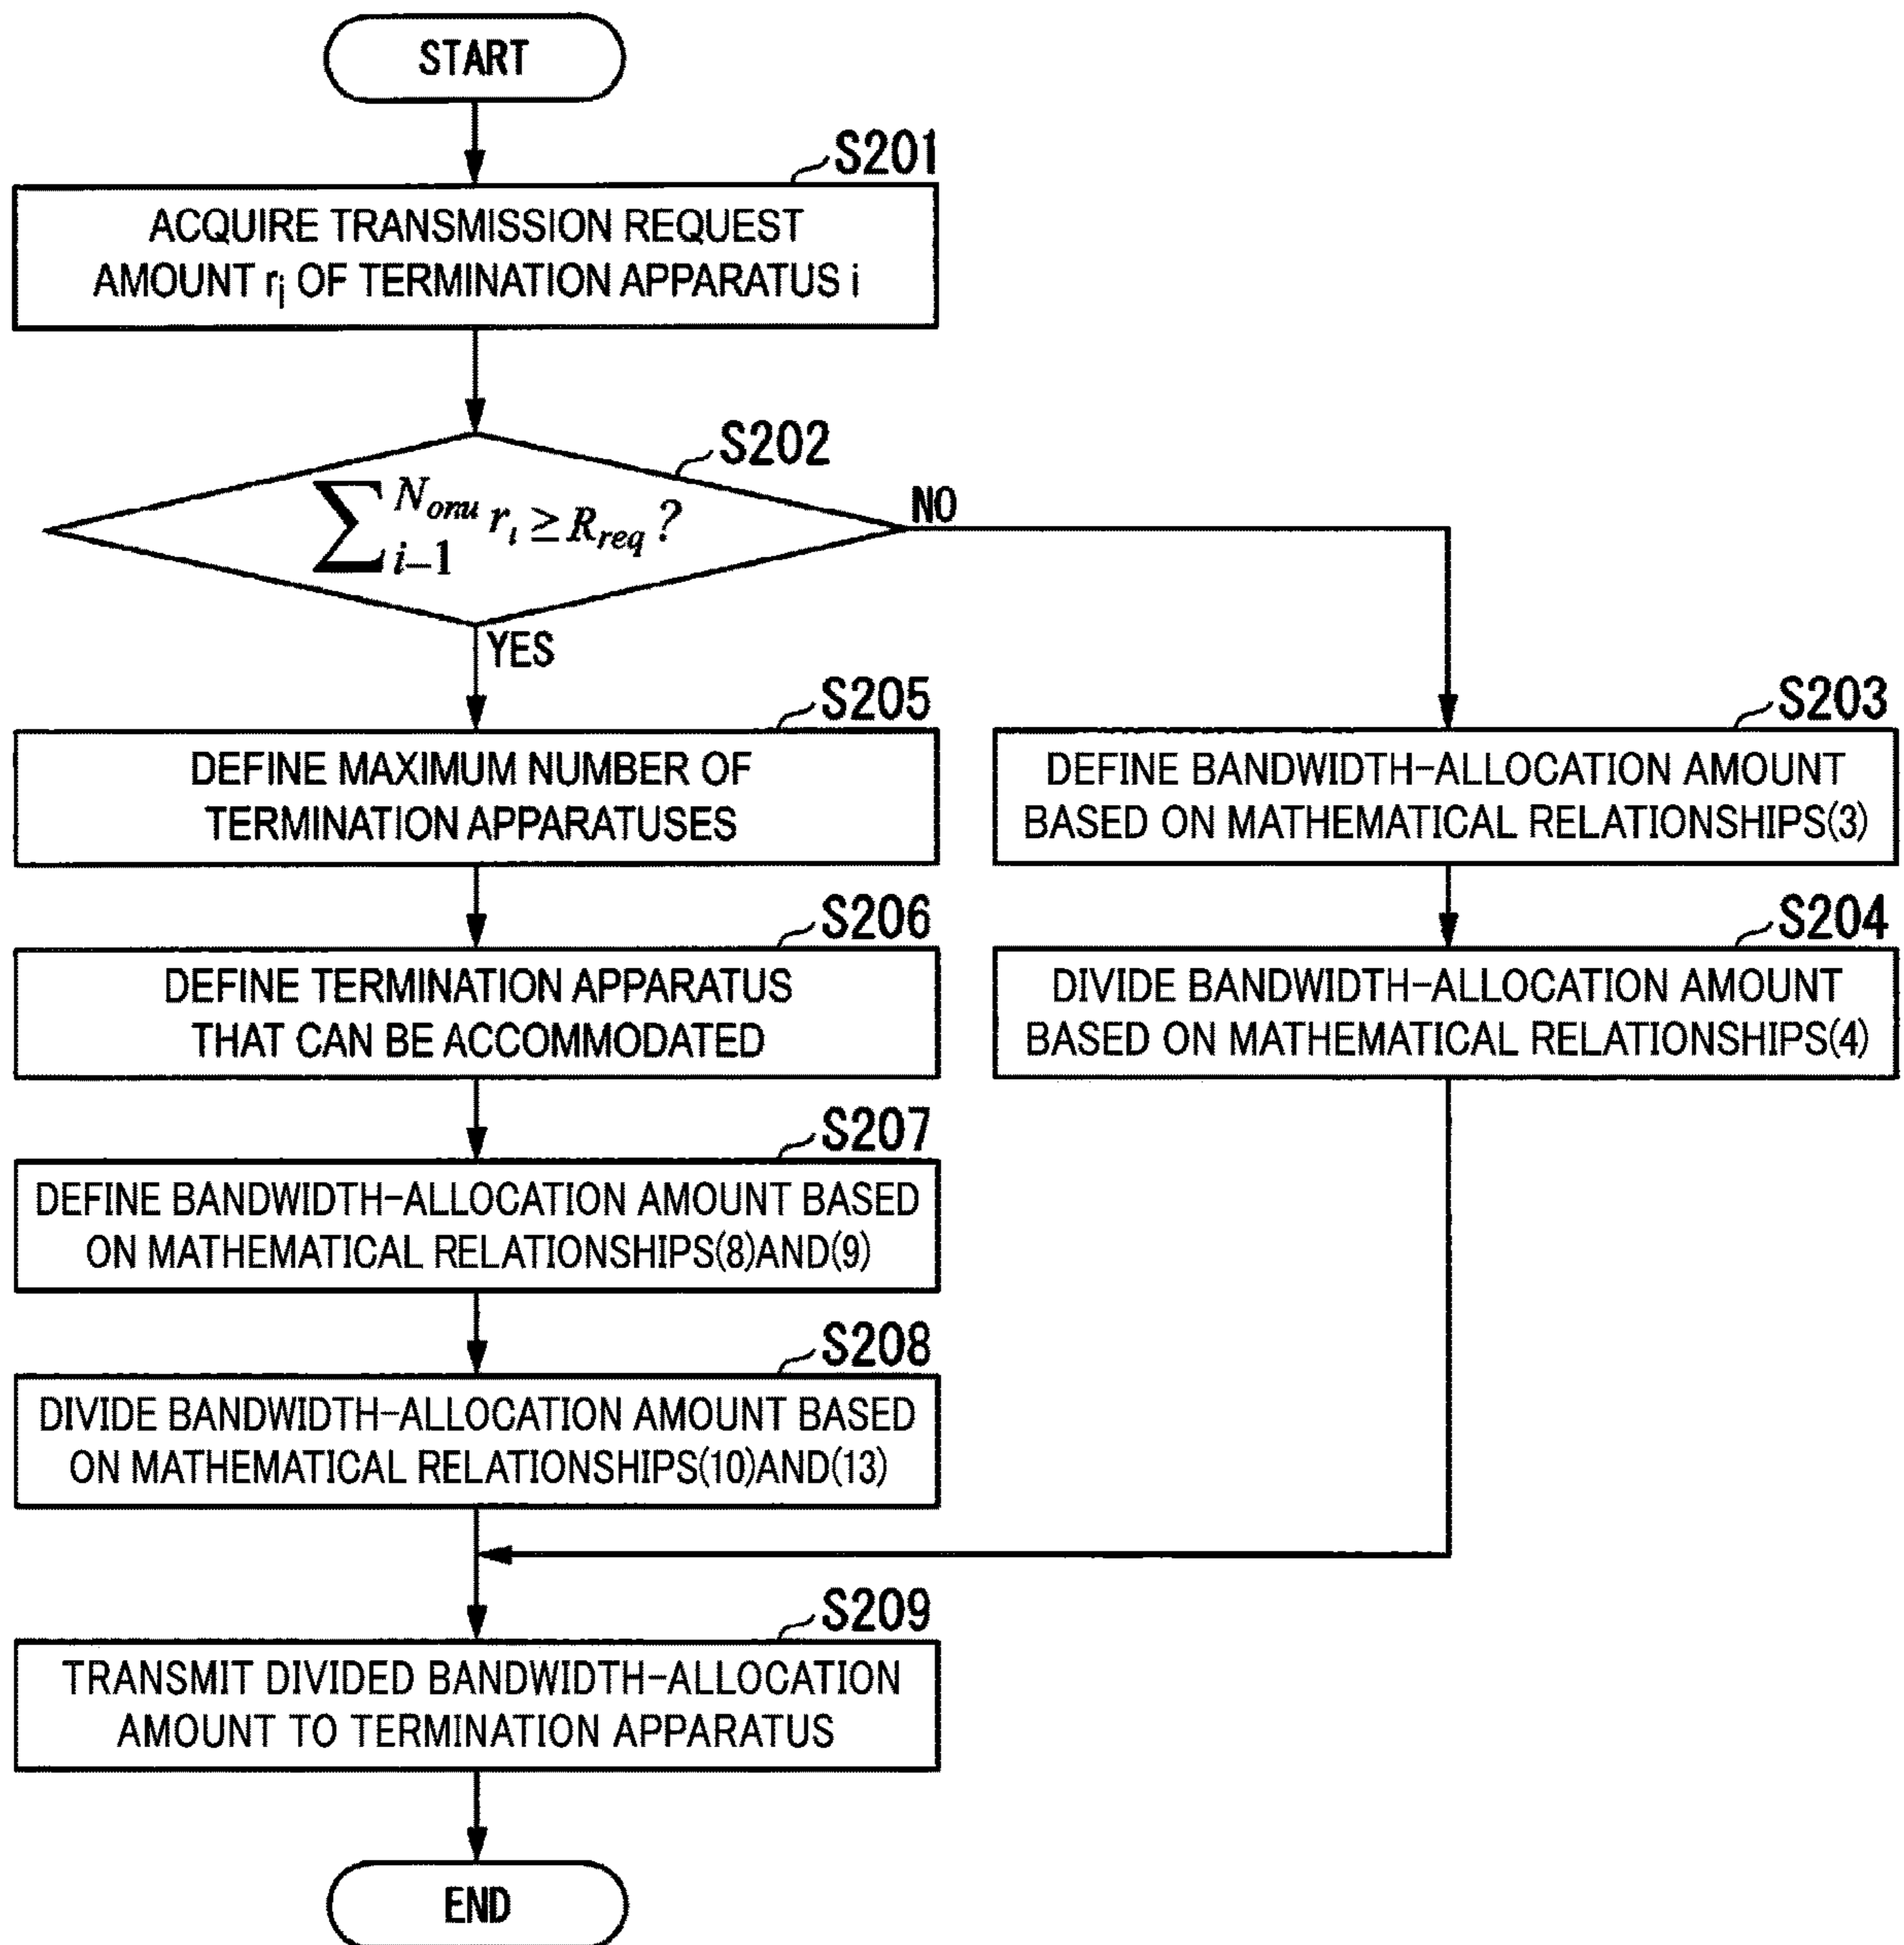 START
S201
ACQUIRE TRANSMISSION REQUEST
AMOUNT ri OF TERMINATION APPARATUS i
S202
∑ i–1 Nonu ri ≥ Rreq ?
NO
YES
S205
DEFINE MAXIMUM NUMBER OF
TERMINATION APPARATUSES
S203
DEFINE BANDWIDTH-ALLOCATION AMOUNT
BASED ON MATHEMATICAL RELATIONSHIPS(3)
S206
DEFINE TERMINATION APPARATUS
THAT CAN BE ACCOMMODATED
S204
DIVIDE BANDWIDTH-ALLOCATION AMOUNT
BASED ON MATHEMATICAL RELATIONSHIPS(4)
S207
DEFINE BANDWIDTH-ALLOCATION AMOUNT BASED
ON MATHEMATICAL RELATIONSHIPS(8)AND(9)
S208
DIVIDE BANDWIDTH-ALLOCATION AMOUNT BASED
ON MATHEMATICAL RELATIONSHIPS(10)AND(13)
S209
TRANSMIT DIVIDED BANDWIDTH-ALLOCATION
AMOUNT TO TERMINATION APPARATUS
END